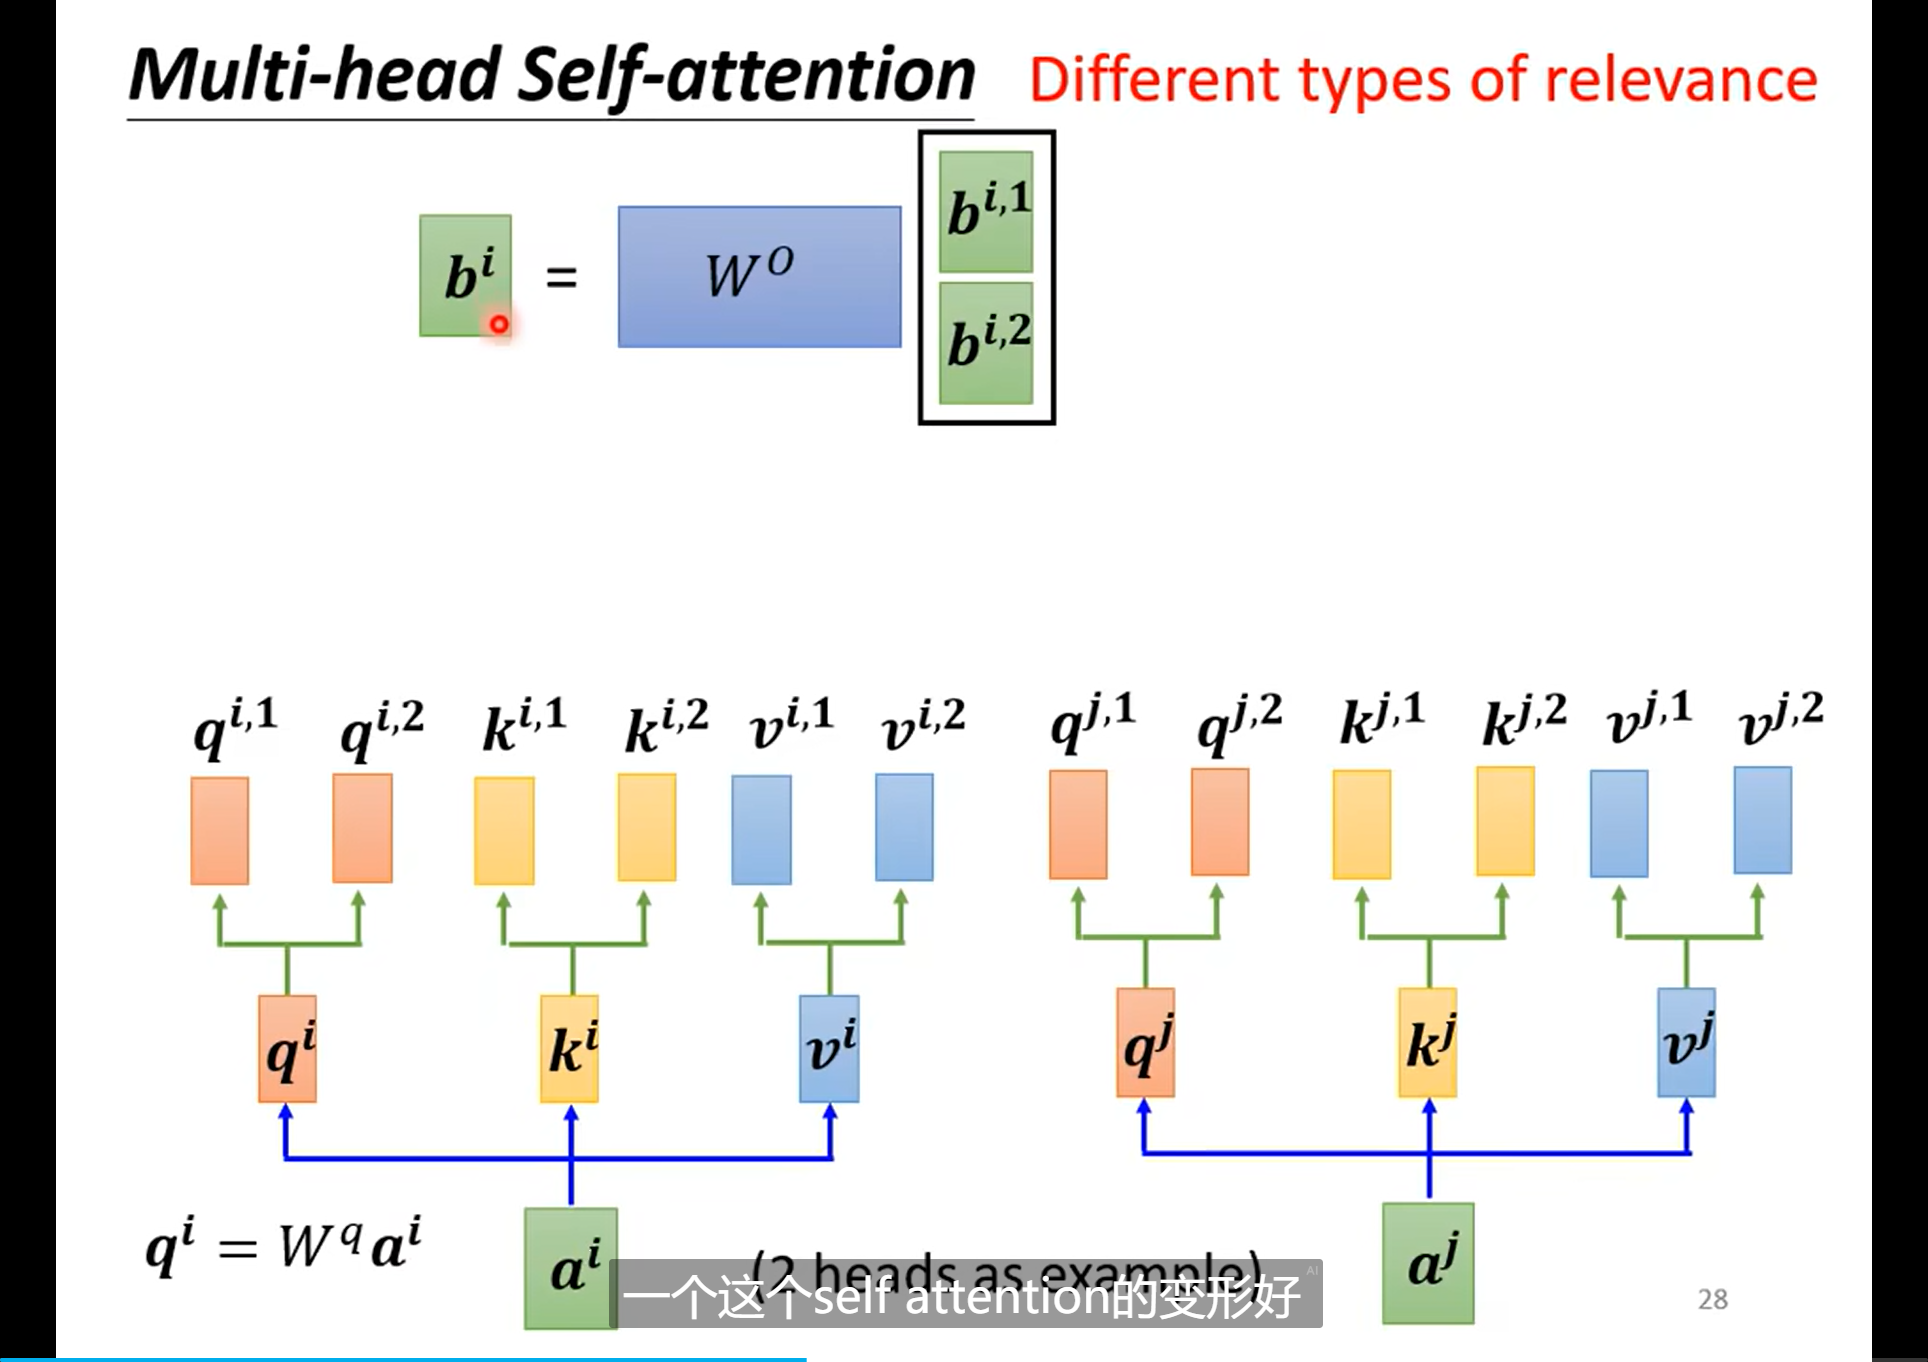 Multi-head Self-attention Different types of relevance
b^{i,1}
b^i = W^O
b^{i,2}
q^{i,1} q^{i,2} k^{i,1} k^{i,2} v^{i,1} v^{i,2} q^{j,1} q^{j,2} k^{j,1} k^{j,2} v^{j,1} v^{j,2}
q^i k^i v^i q^j k^j v^j
q^i = W^q a^i a^i (2 heads as example) a^j
AI
一个这个self attention的变形好
28